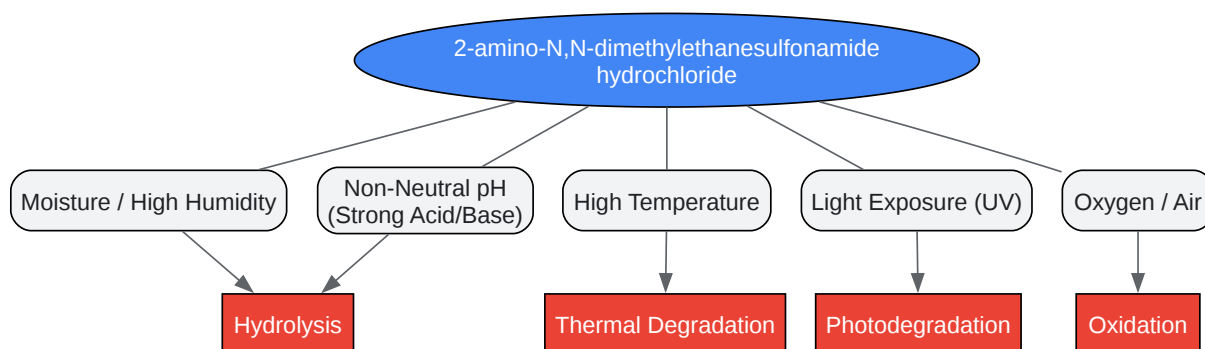 2-amino-N,N-dimethylethanesulfonamide
hydrochloride
Moisture / High Humidity
Non-Neutral pH
(Strong Acid/Base)
High Temperature
Light Exposure (UV)
Oxygen / Air
Hydrolysis
Thermal Degradation
Photodegradation
Oxidation